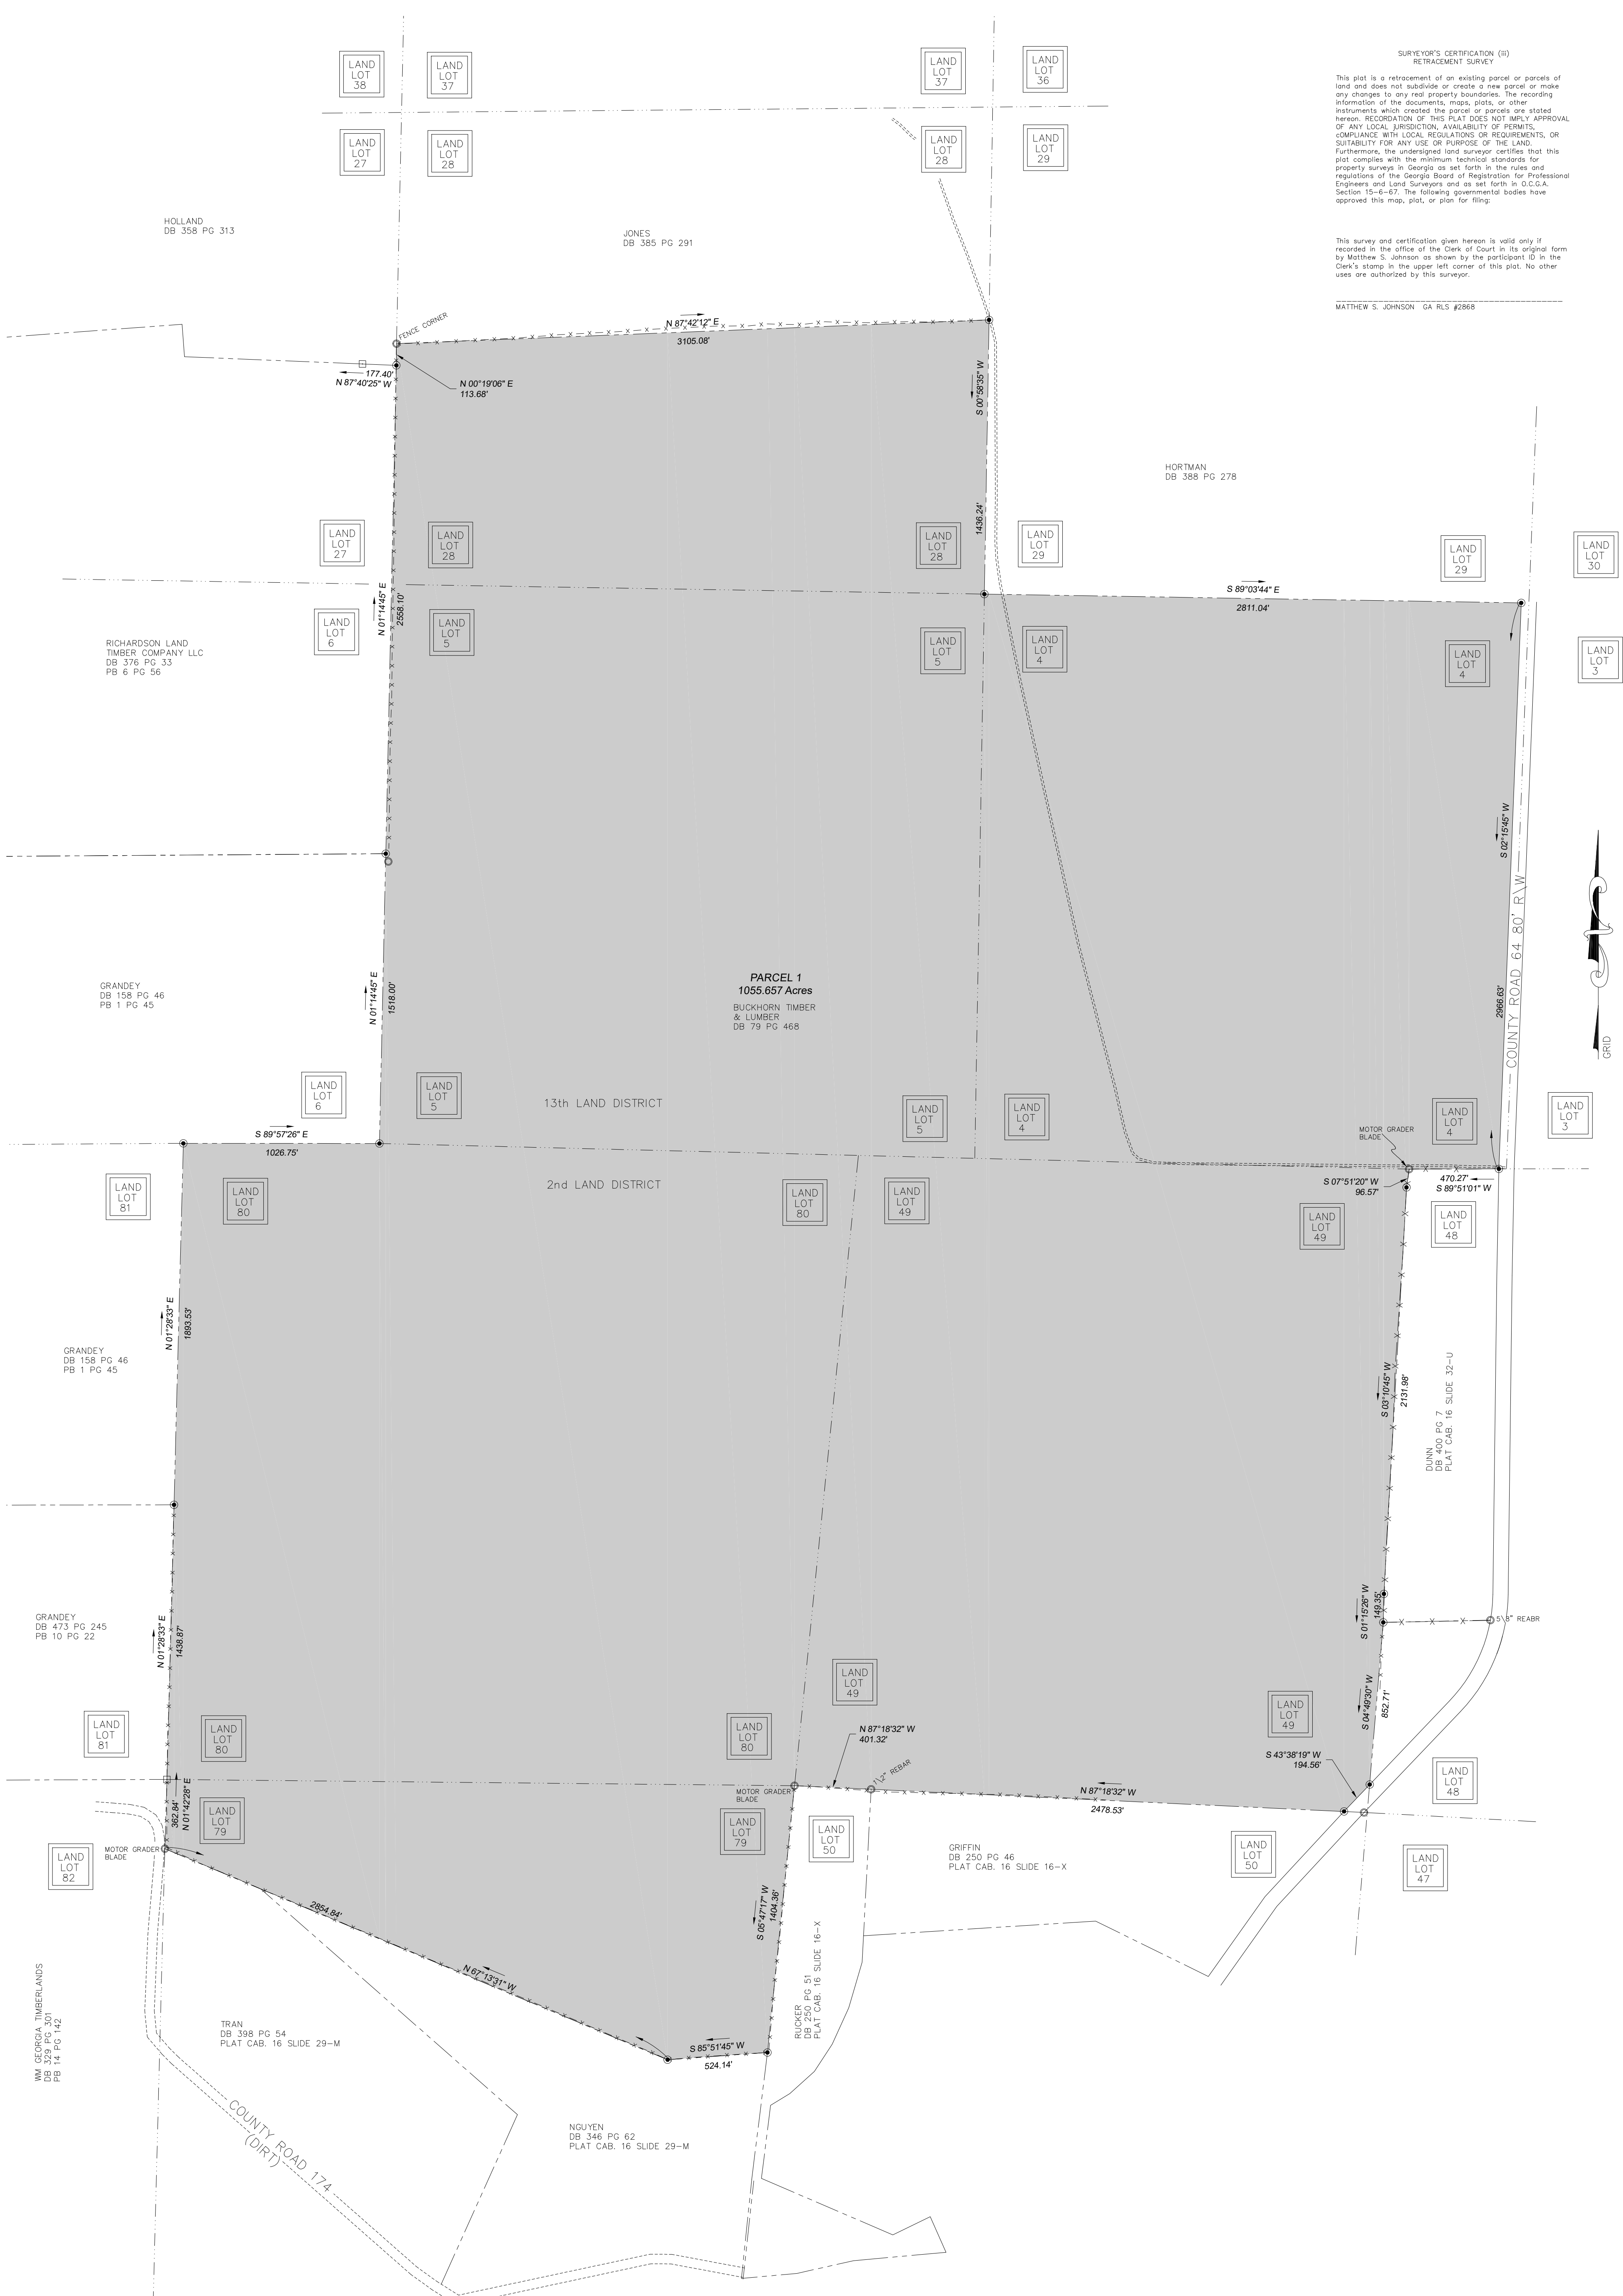 SURYEYOR'S CERTIFICATION (iii)
RETRACEMENT SURVEY
This plat is a retracement of an existing parcel or parcels of
land and does not subdivide or create a new parcel or make
any changes to any real property boundaries. The recording
information of the documents, maps, plats, or other
instruments which created the parcel or parcels are stated
hereon. RECORDATION OF THIS PLAT DOES NOT IMPLY APPROVAL
OF ANY LOCAL JURISDICTION, AVAILABILITY OF PERMITS,
cOMPLIANCE WITH LOCAL REGULATIONS OR REQUIREMENTS, OR
SUITABILITY FOR ANY USE OR PURPOSE OF THE LAND.
Furthermore, the undersigned land surveyor certifies that this
plat complies with the minimum technical standards for
property surveys in Georgia as set forth in the rules and
regulations of the Georgia Board of Registration for Professional
Engineers and Land Surveyors and as set forth in O.C.G.A.
Section 15-6-67. The following governmental bodies have
approved this map, plat, or plan for filing:
This survey and certification given hereon is valid only if
recorded in the office of the Clerk of Court in its original form
by Matthew S. Johnson as shown by the participant ID in the
Clerk's stamp in the upper left corner of this plat. No other
uses are authorized by this surveyor.
MATTHEW S. JOHNSON GA RLS #2868
LAND
LOT
38
LAND
LOT
37
LAND
LOT
37
LAND
LOT
36
LAND
LOT
27
LAND
LOT
28
LAND
LOT
28
LAND
LOT
29
HOLLAND
DB 358 PG 313
JONES
DB 385 PG 291
FENCE CORNER
N 87°42'12" E
3105.08'
177.40'
N 87°40'25" W
N 00°19'06" E
113.68'
S 00°58'35" W
1436.24'
HORTMAN
DB 388 PG 278
LAND
LOT
27
LAND
LOT
28
LAND
LOT
28
LAND
LOT
29
LAND
LOT
29
LAND
LOT
30
N 01°14'45" E
2558.10'
S 89°03'44" E
2811.04'
LAND
LOT
6
LAND
LOT
5
LAND
LOT
5
LAND
LOT
4
LAND
LOT
4
LAND
LOT
3
RICHARDSON LAND
TIMBER COMPANY LLC
DB 376 PG 33
PB 6 PG 56
S 02°15'45" W
2966.63'
COUNTY ROAD 64 80' R\W
GRID
GRANDEY
DB 158 PG 46
PB 1 PG 45
N 01°14'45" E
1518.00'
PARCEL 1
1055.657 Acres
BUCKHORN TIMBER
& LUMBER
DB 79 PG 468
LAND
LOT
6
LAND
LOT
5
13th LAND DISTRICT
LAND
LOT
5
LAND
LOT
4
LAND
LOT
4
LAND
LOT
3
MOTOR GRADER
BLADE
S 89°57'26" E
1026.75'
S 07°51'20" W
96.57'
470.27'
S 89°51'01" W
LAND
LOT
81
LAND
LOT
80
2nd LAND DISTRICT
LAND
LOT
80
LAND
LOT
49
LAND
LOT
49
LAND
LOT
48
N 01°28'33" E
1893.53'
GRANDEY
DB 158 PG 46
PB 1 PG 45
S 03°10'45" W
2131.98'
DUNN
DB 400 PG 7
PLAT CAB. 16 SLIDE 32-U
GRANDEY
DB 473 PG 245
PB 10 PG 22
N 01°28'33" E
1438.87'
S 01°15'26" W
149.35'
5\8" REABR
S 04°49'30" W
852.71'
LAND
LOT
81
LAND
LOT
80
LAND
LOT
80
LAND
LOT
49
LAND
LOT
49
LAND
LOT
48
N 87°18'32" W
401.32'
S 43°38'19" W
194.56'
1\2" REBAR
MOTOR GRADER
BLADE
N 87°18'32" W
2478.53'
362.84'
N 01°42'28" E
LAND
LOT
82
LAND
LOT
79
LAND
LOT
79
LAND
LOT
50
LAND
LOT
50
LAND
LOT
47
MOTOR GRADER
BLADE
GRIFFIN
DB 250 PG 46
PLAT CAB. 16 SLIDE 16-X
2854.84'
N 67°13'31" W
S 05°47'17" W
1404.36'
RUCKER
DB 250 PG 51
PLAT CAB. 16 SLIDE 16-X
S 85°51'45" W
524.14'
WM GEORGIA TIMBERLANDS
DB 329 PG 301
PB 14 PG 142
TRAN
DB 398 PG 54
PLAT CAB. 16 SLIDE 29-M
COUNTY ROAD 174
(DIRT)
NGUYEN
DB 346 PG 62
PLAT CAB. 16 SLIDE 29-M